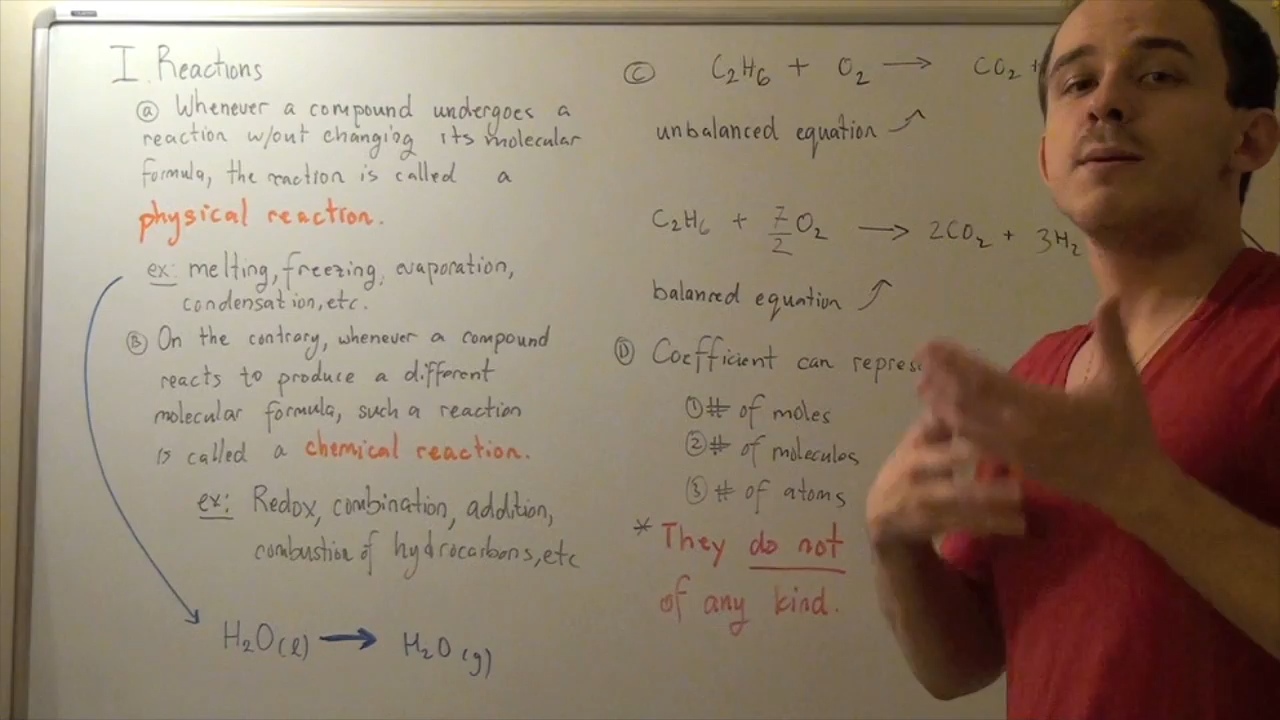 I. Reactions
ⓐ Whenever a compound undergoes a
reaction w/out changing its molecular
formula, the reaction is called a
physical reaction.
ex: melting, freezing, evaporation,
condensation, etc.
Ⓑ On the contrary, whenever a compound
reacts to produce a different
molecular formula, such a reaction
is called a chemical reaction.
ex: Redox, combination, addition,
combustion of hydrocarbons, etc
H₂O(l) → H₂O(g)
Ⓒ C₂H₆ + O₂ → CO₂ +
unbalanced equation
C₂H₆ + 7/2 O₂ → 2CO₂ + 3H₂
balanced equation
Ⓓ Coefficient can
① # of moles
② # of molecules
③ # of atoms
* They do not
of any kind.